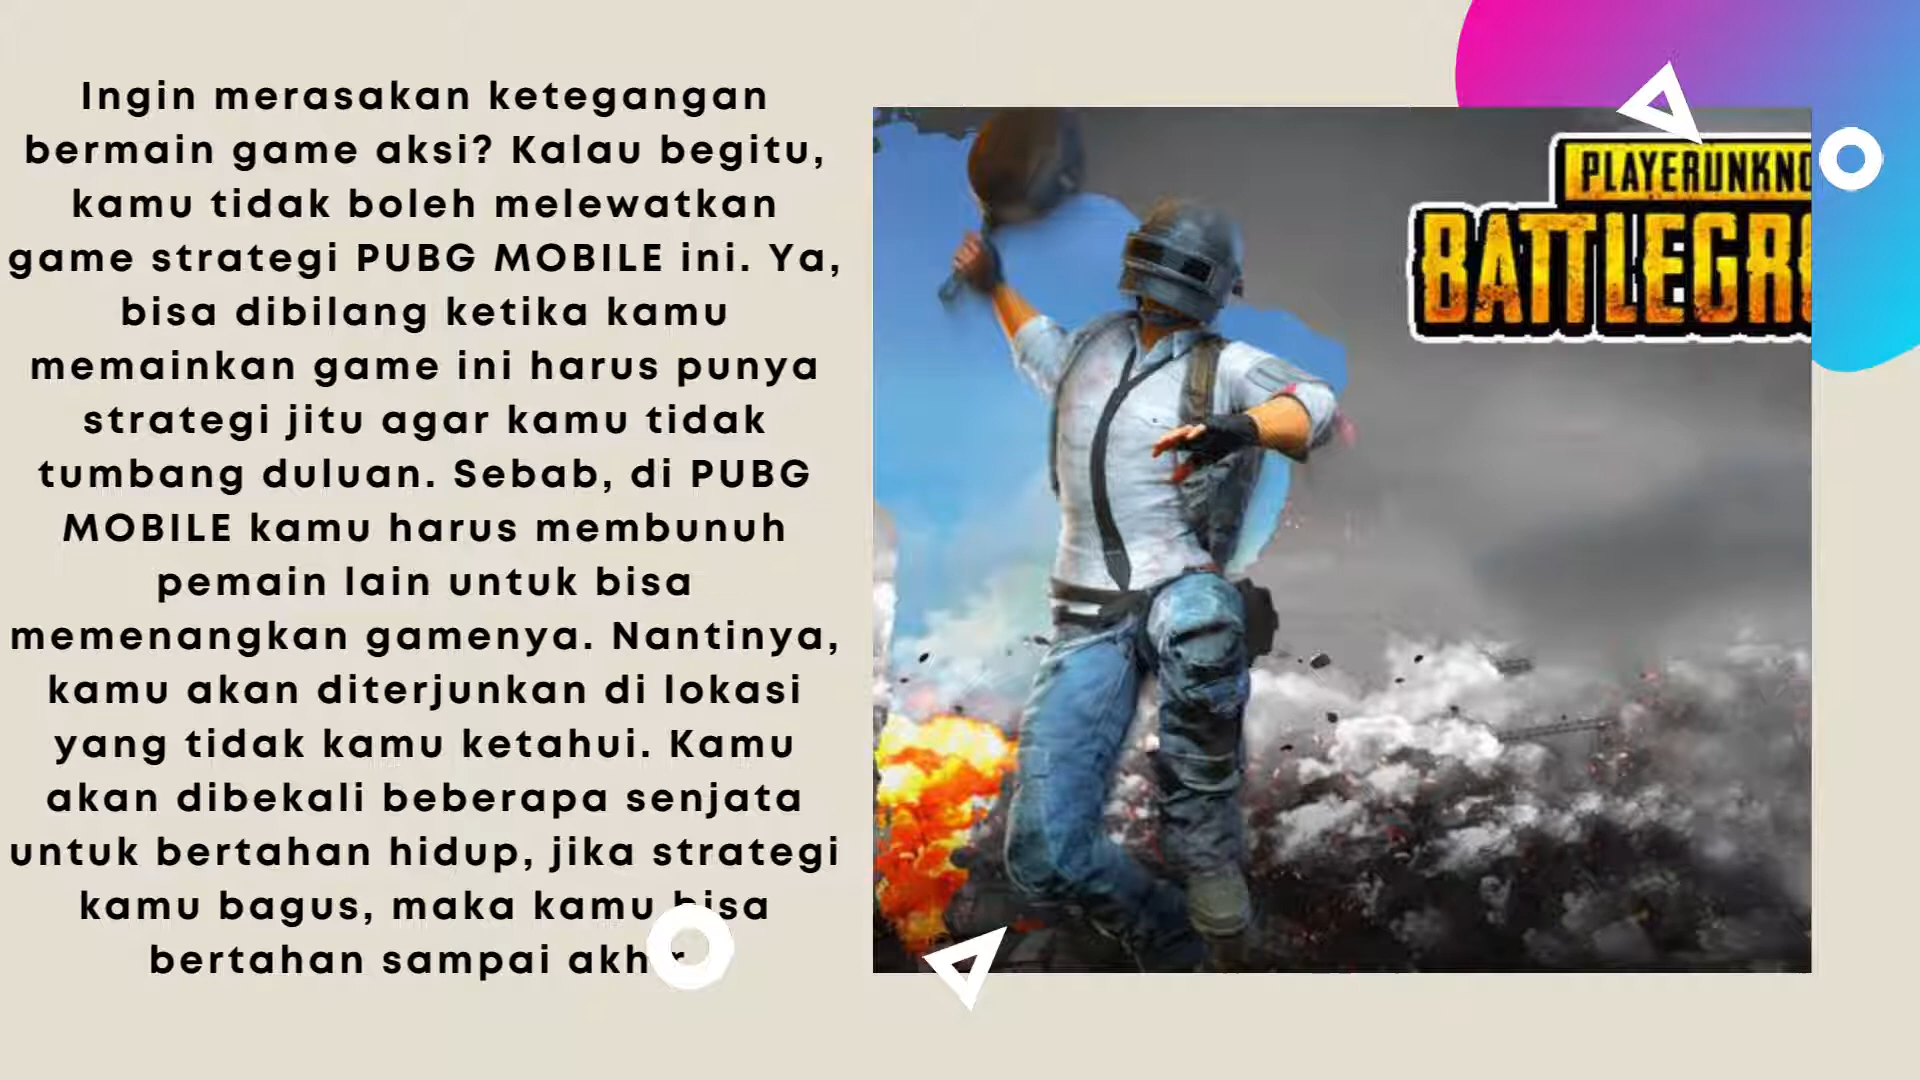 Ingin merasakan ketegangan
bermain game aksi? Kalau begitu,
kamu tidak boleh melewatkan
game strategi PUBG MOBILE ini. Ya,
bisa dibilang ketika kamu
memainkan game ini harus punya
strategi jitu agar kamu tidak
tumbang duluan. Sebab, di PUBG
MOBILE kamu harus membunuh
pemain lain untuk bisa
memenangkan gamenya. Nantinya,
kamu akan diterjunkan di lokasi
yang tidak kamu ketahui. Kamu
akan dibekali beberapa senjata
untuk bertahan hidup, jika strategi
kamu bagus, maka kamu bisa
bertahan sampai
PLAYERUNKNO
BATTLEGRO